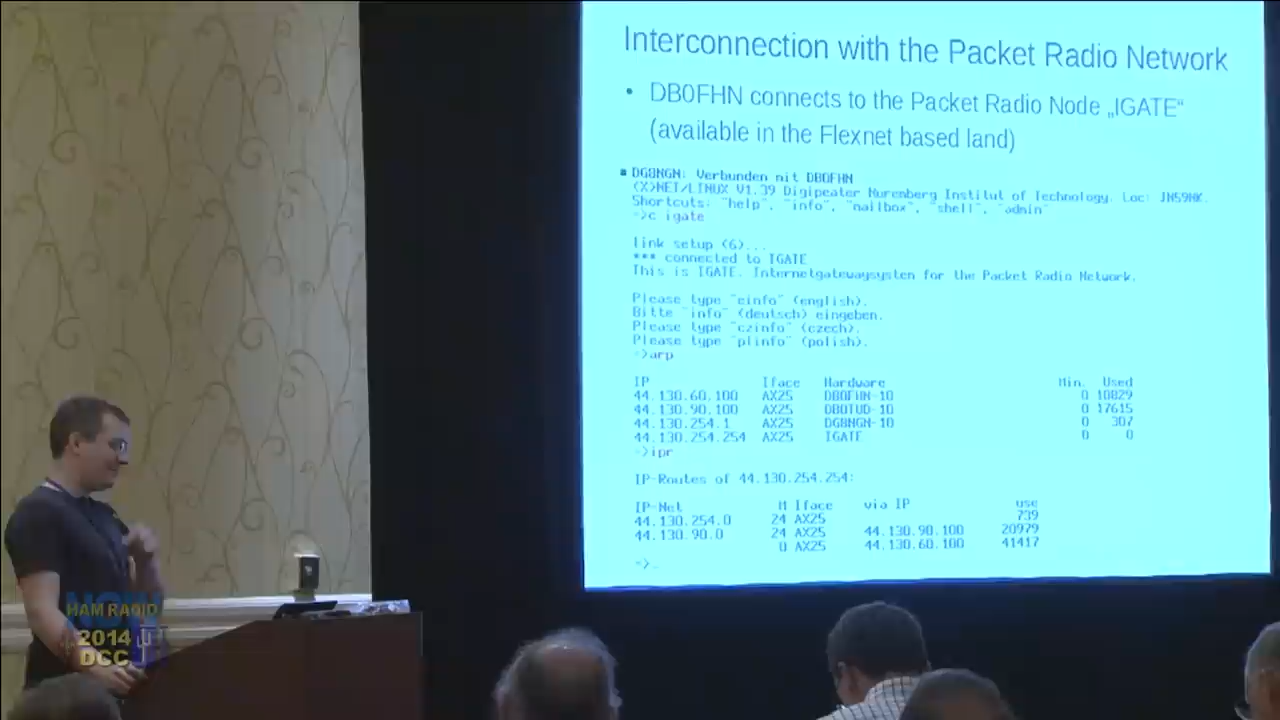 Interconnection with the Packet Radio Network
• DB0FHN connects to the Packet Radio Node „IGATE“
(available in the Flexnet based land)
DG8NGN: Verbunden mit DB0FHN
(X)NET/LINUX V1.39 Digipeater Nuremberg Institut of Technology. Loc: JN59NK.
Shortcuts: "help", "info", "mailbox", "shell", "admin"
=>c igate
link setup (6)...
*** connected to IGATE
This is IGATE. Internetgatewaysystem for the Packet Radio Network.
Please type "einfo" (english).
Bitte "info" (deutsch) eingeben.
Please type "czinfo" (czech).
Please type "plinfo" (polish).
=>arp
IP Iface Hardware Min. Used
44.130.60.100 AX25 DB0FHN-10 0 10829
44.130.90.100 AX25 DB0TUD-10 0 17615
44.130.254.1 AX25 DG8NGN-10 0 307
44.130.254.254 AX25 IGATE 0 0
=>ipr
IP-Routes of 44.130.254.254:
IP-Net M Iface via IP use
44.130.254.0 24 AX25 739
44.130.90.0 24 AX25 44.130.90.100 20979
0 AX25 44.130.60.100 41417
=>_
HAM RADIO
NOW
2014
DCC